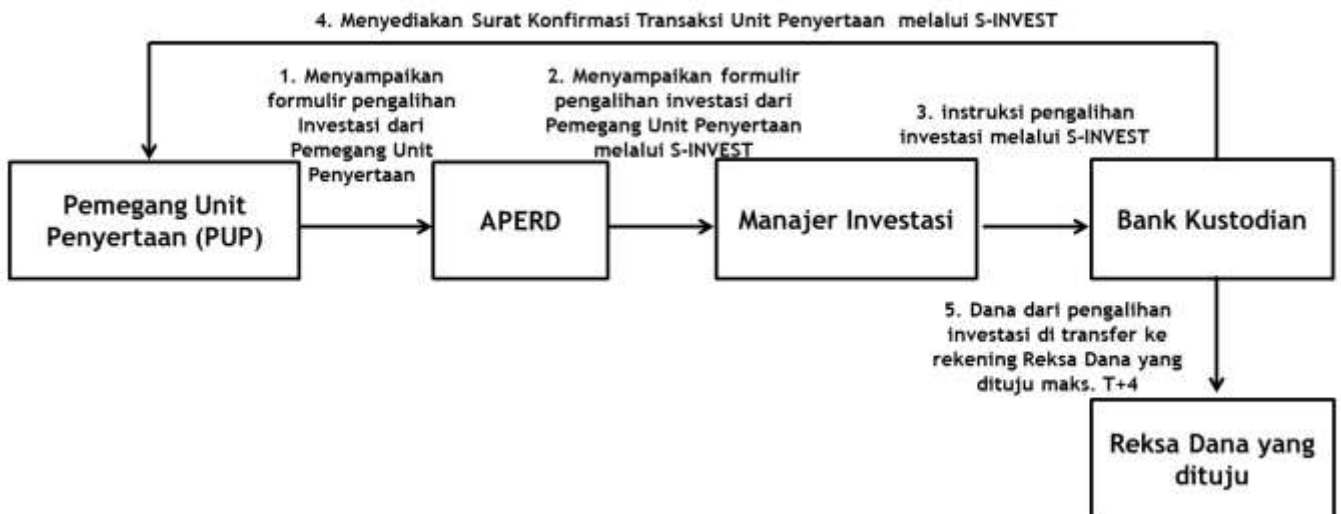 4. Menyediakan Surat Konfirmasi Transaksi Unit Penyertaan melalui S-INVEST
1. Menyampaikan
formulir pengalihan
Investasi dari
Pemegang Unit
Penyertaan
2. Menyampaikan formulir
pengalihan investasi dari
Pemegang Unit Penyertaan
melalui S-INVEST
3. instruksi pengalihan
investasi melalui S-INVEST
Pemegang Unit
Penyertaan (PUP)
APERD
Manajer Investasi
Bank Kustodian
5. Dana dari pengalihan
investasi di transfer ke
rekening Reksa Dana yang
dituju maks. T+4
Reksa Dana yang
dituju